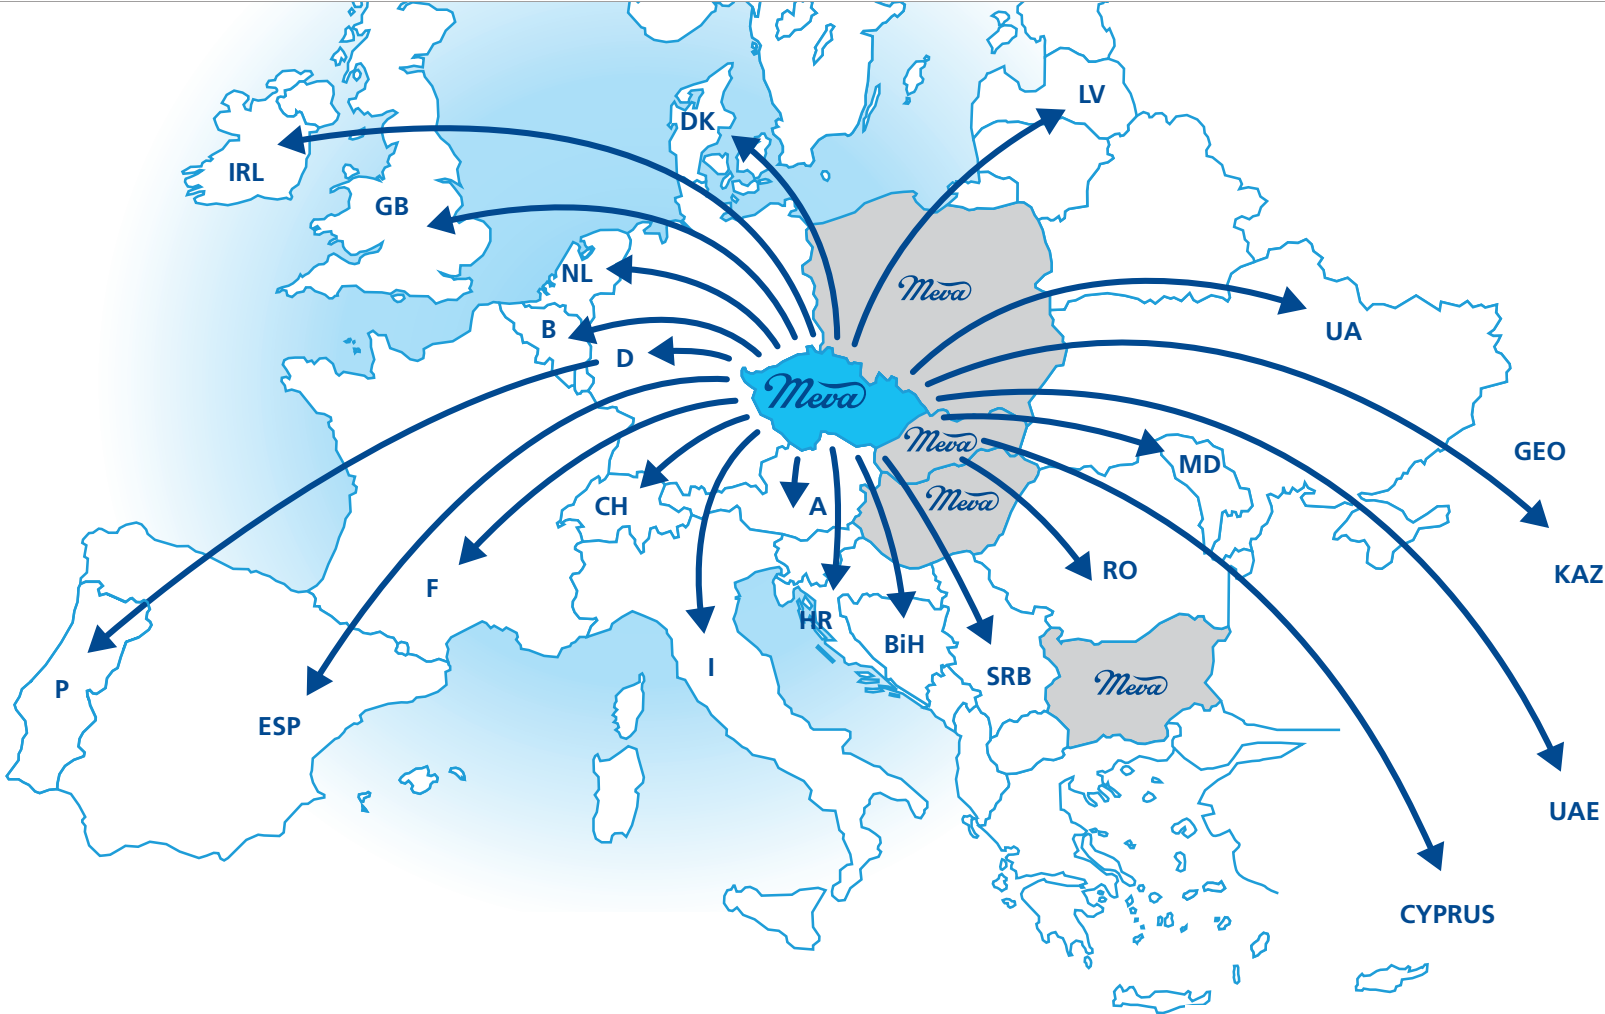 LV
DK
IRL
GB
NL
Meva
B
UA
D
Meva
Meva
GEO
MD
Meva
CH
A
RO
KAZ
F
HR
BiH
I
SRB
Meva
P
ESP
UAE
CYPRUS